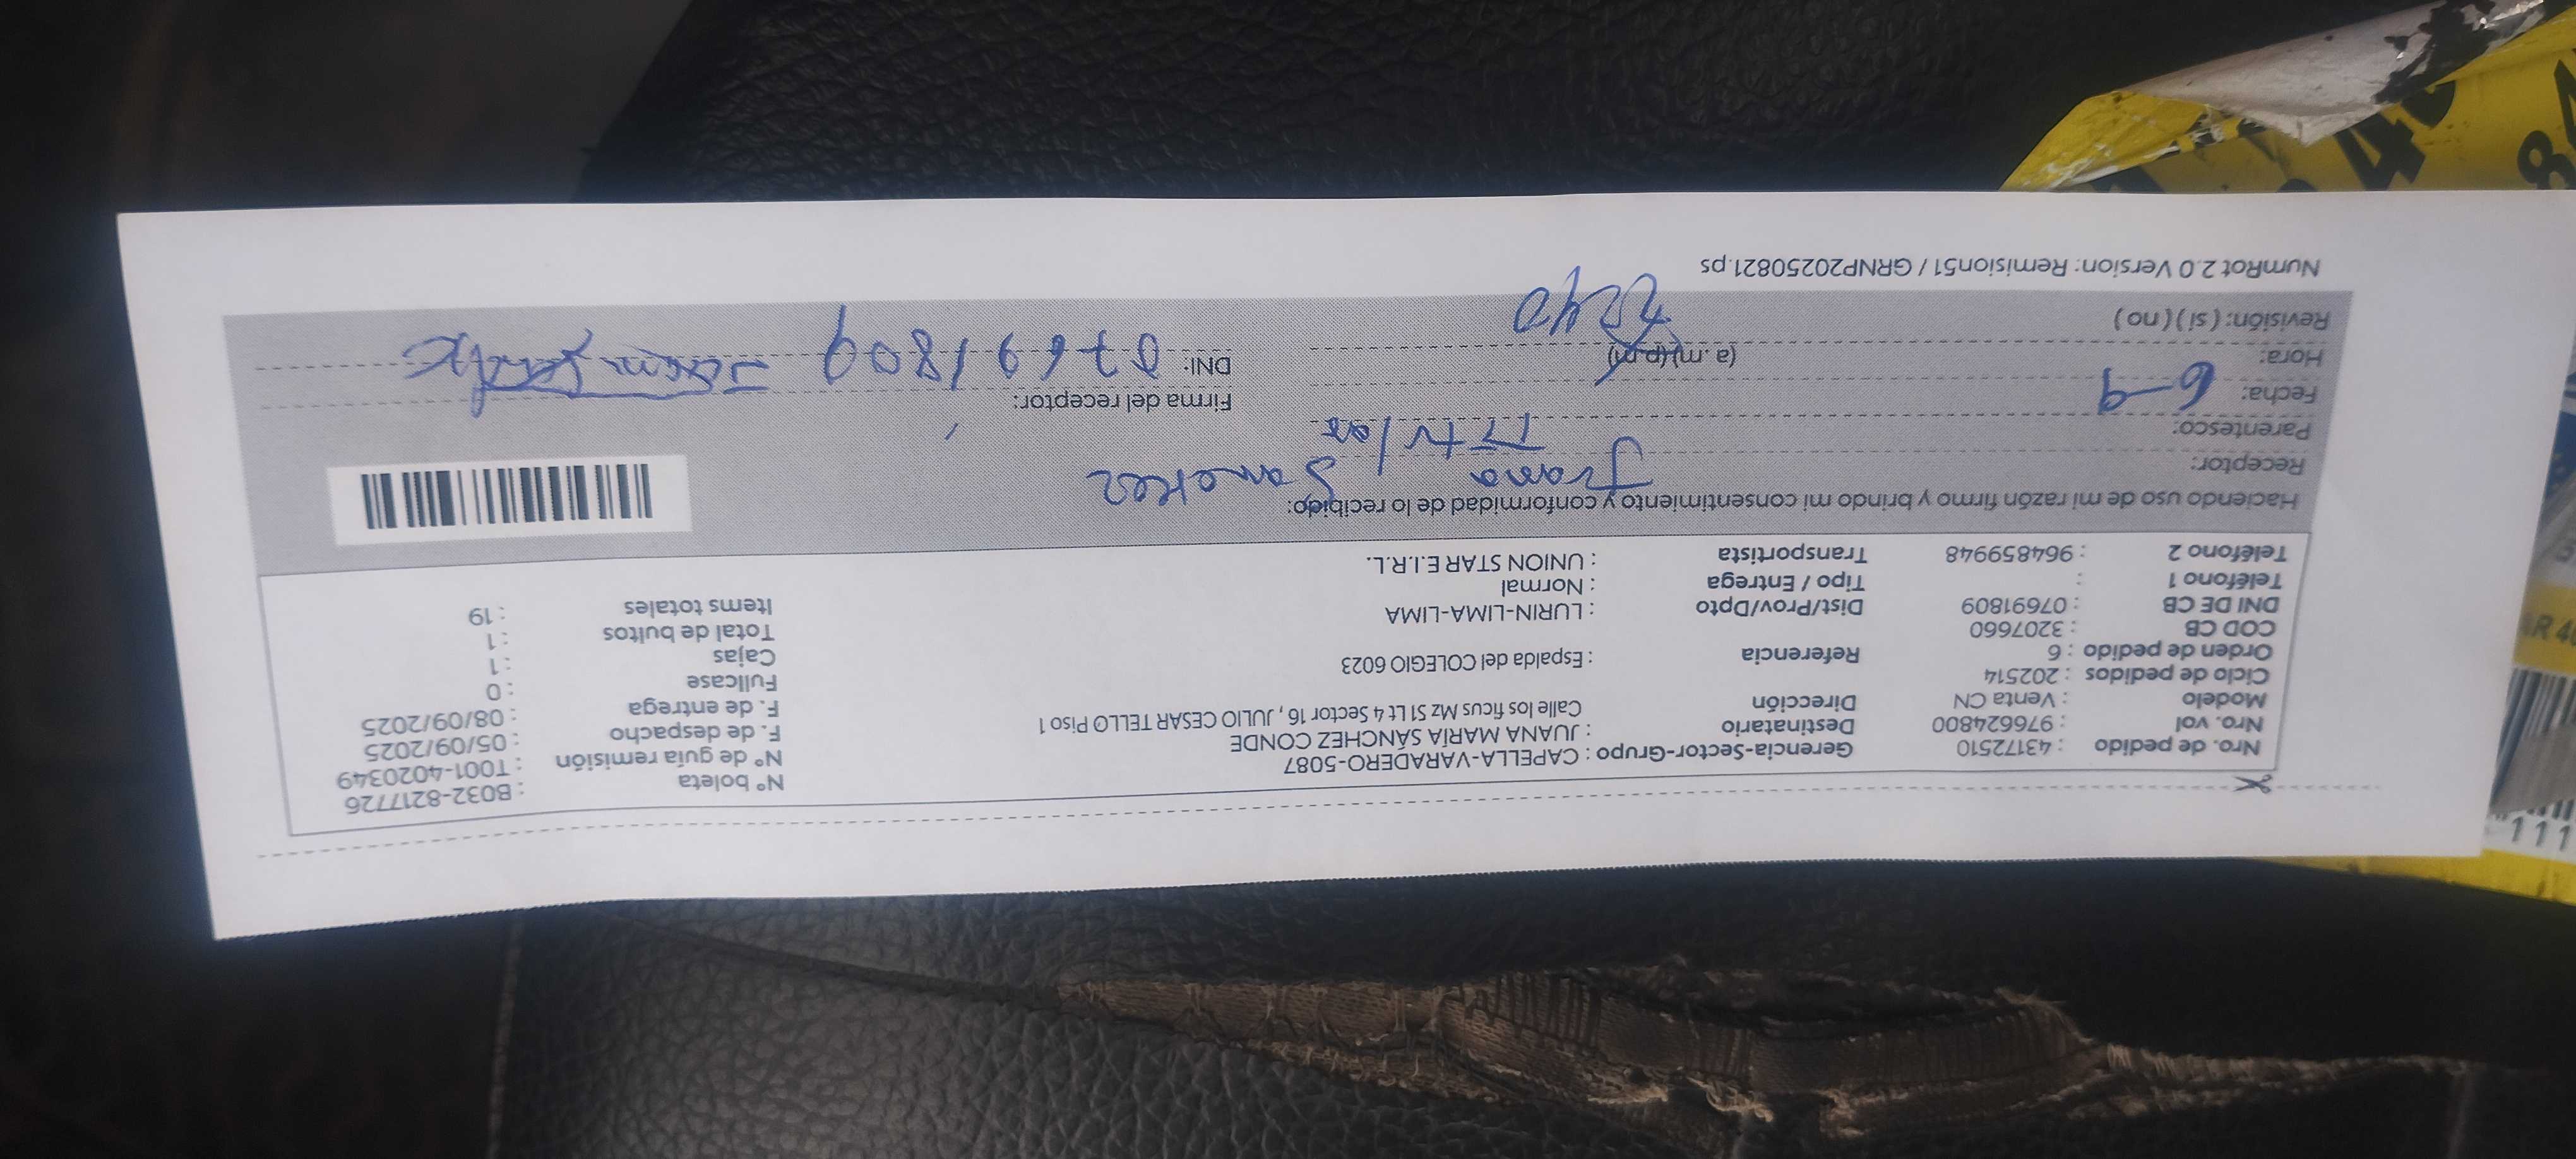 Nro. de pedido : 43172510
Nro. vol : 976624800
Modelo : Venta CN
Ciclo de pedidos : 202514
Orden de pedido : 6
COD CB : 3207660
DNI DE CB : 07691809
Teléfono 1 :
Teléfono 2 : 964859948
Gerencia-Sector-Grupo : CAPELLA-VARADERO-5087
Destinatario : JUANA MARÍA SÁNCHEZ CONDE
Dirección Calle los ficus Mz S1 Lt 4 Sector 16 , JULIO CESAR TELLO Piso 1
Referencia : Espalda del COLEGIO 6023
Dist/Prov/Dpto : LURIN-LIMA-LIMA
Tipo / Entrega : Normal
Transportista : UNION STAR E.I.R.L.
N° boleta : B032-8217726
N° de guía remisión : T001-4020349
F. de despacho : 05/09/2025
F. de entrega : 08/09/2025
Fullcase : 0
Cajas : 1
Total de bultos : 1
Items totales : 19
Haciendo uso de mi razón firmo y brindo mi consentimiento y conformidad de lo recibido:
Receptor: Juana Sanchez
Parentesco: Titular
Fecha: 6-9
Hora: (a.m)(p.m)
Revisión: ( si ) ( no )
Firma del receptor:
DNI: 07691809
NumRot 2.0 Version: Remision51 / GRNP20250821.ps